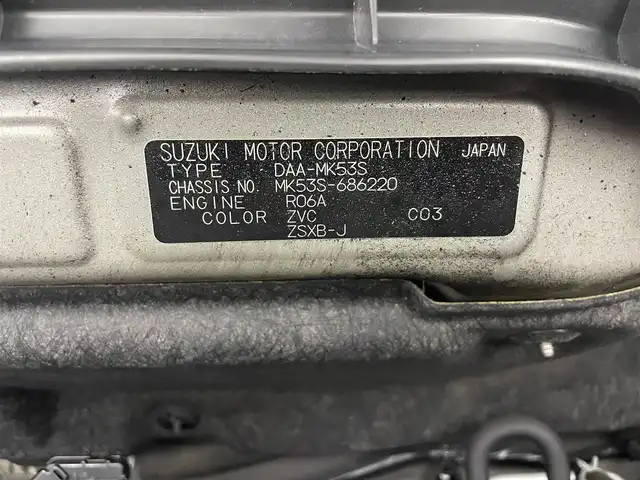 SUZUKI MOTOR CORPORATION JAPAN
TYPE DAA-MK53S
CHASSIS NO. MK53S-686220
ENGINE R06A
COLOR ZVC C03
ZSXB-J